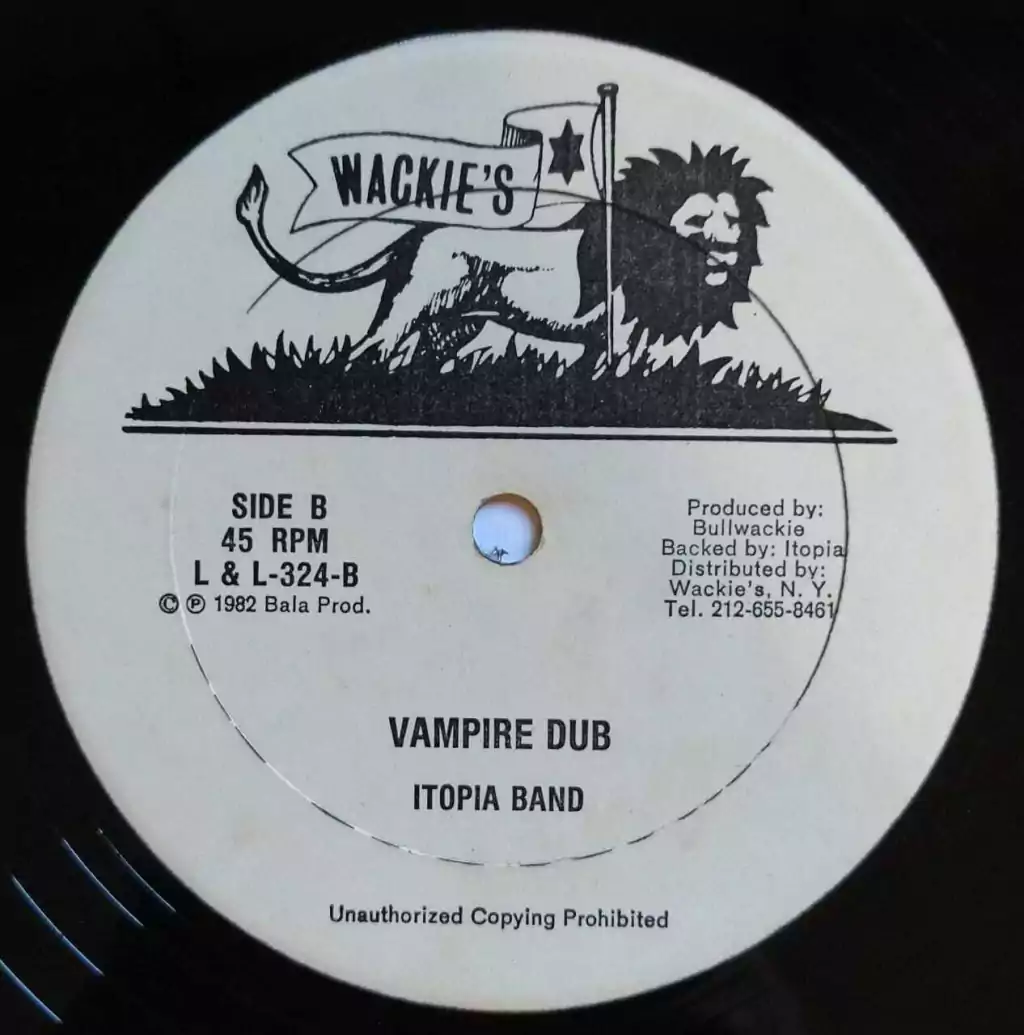 WACKIE'S
SIDE B
45 RPM
L & L-324-B
© ℗ 1982 Bala Prod.
Produced by:
Bullwackie
Backed by: Itopia
Distributed by:
Wackie's, N. Y.
Tel. 212-655-8461
VAMPIRE DUB
ITOPIA BAND
Unauthorized Copying Prohibited